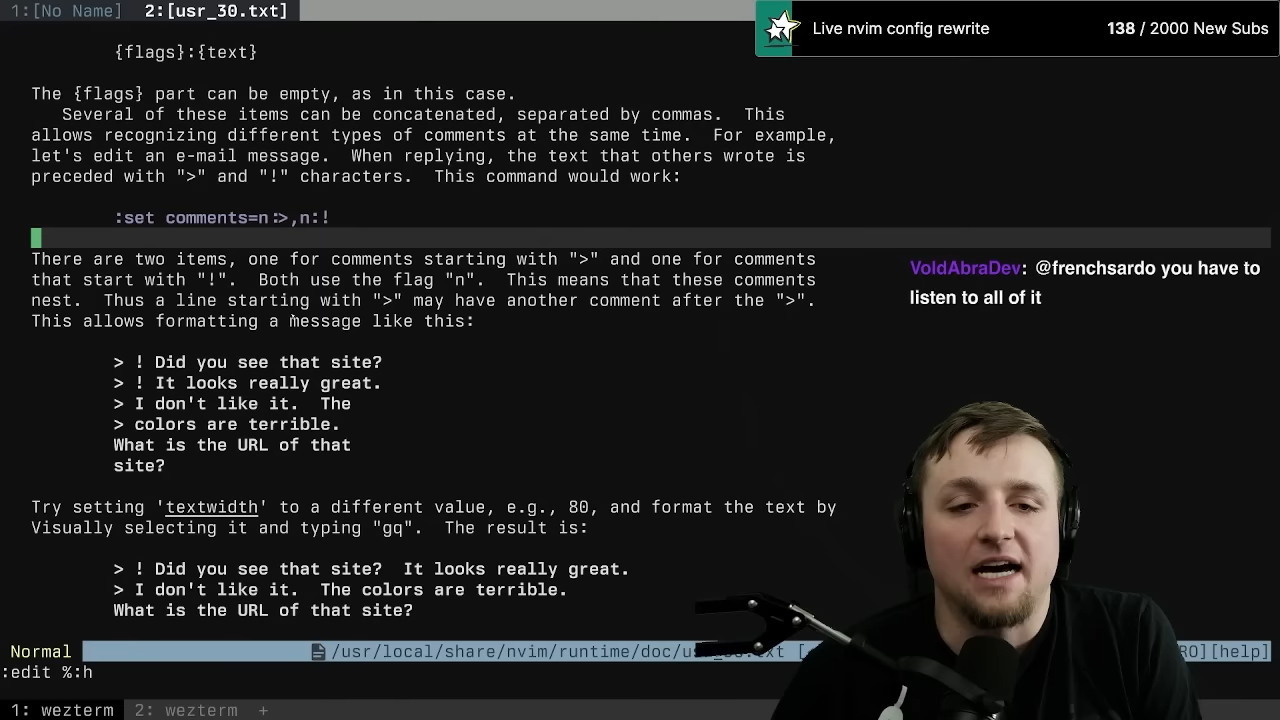 1:[No Name]  2:[usr_30.txt]
Live nvim config rewrite
138 / 2000 New Subs
{flags}:{text}
The {flags} part can be empty, as in this case.
Several of these items can be concatenated, separated by commas.  This
allows recognizing different types of comments at the same time.  For example,
let's edit an e-mail message.  When replying, the text that others wrote is
preceded with ">" and "!" characters.  This command would work:
:set comments=n:>,n:!
There are two items, one for comments starting with ">" and one for comments
that start with "!".  Both use the flag "n".  This means that these comments
nest.  Thus a line starting with ">" may have another comment after the ">".
This allows formatting a message like this:
VoldAbraDev: @frenchsardo you have to
listen to all of it
> ! Did you see that site?
> ! It looks really great.
> I don't like it.  The
> colors are terrible.
What is the URL of that
site?
Try setting 'textwidth' to a different value, e.g., 80, and format the text by
Visually selecting it and typing "gq".  The result is:
> ! Did you see that site?  It looks really great.
> I don't like it.  The colors are terrible.
What is the URL of that site?
Normal /usr/local/share/nvim/runtime/doc/ RO][help]
:edit %:h
1: wezterm  2: wezterm  +